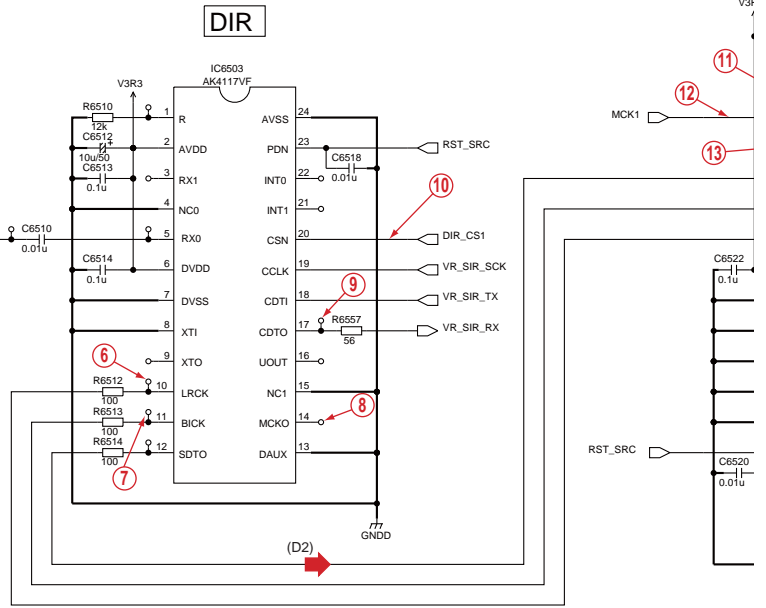 DIR
V3R3
IC6503
AK4117VF
R6510
12k
C6512
+
10u/50
C6513
0.1u
C6510
0.01u
C6514
0.1u
R6512
100
R6513
100
R6514
100
1 R
2 AVDD
3 RX1
4 NC0
5 RX0
6 DVDD
7 DVSS
8 XTI
9 XTO
10 LRCK
11 BICK
12 SDTO
AVSS 24
PDN 23
INT0 22
INT1 21
CSN 20
CCLK 19
CDTI 18
CDTO 17
UOUT 16
NC1 15
MCKO 14
DAUX 13
C6518
0.01u
RST_SRC
DIR_CS1
VR_SIR_SCK
VR_SIR_TX
R6557
56
VR_SIR_RX
6
7
8
9
10
11
12
13
MCK1
C6522
0.1u
RST_SRC
C6520
0.01u
GNDD
(D2)